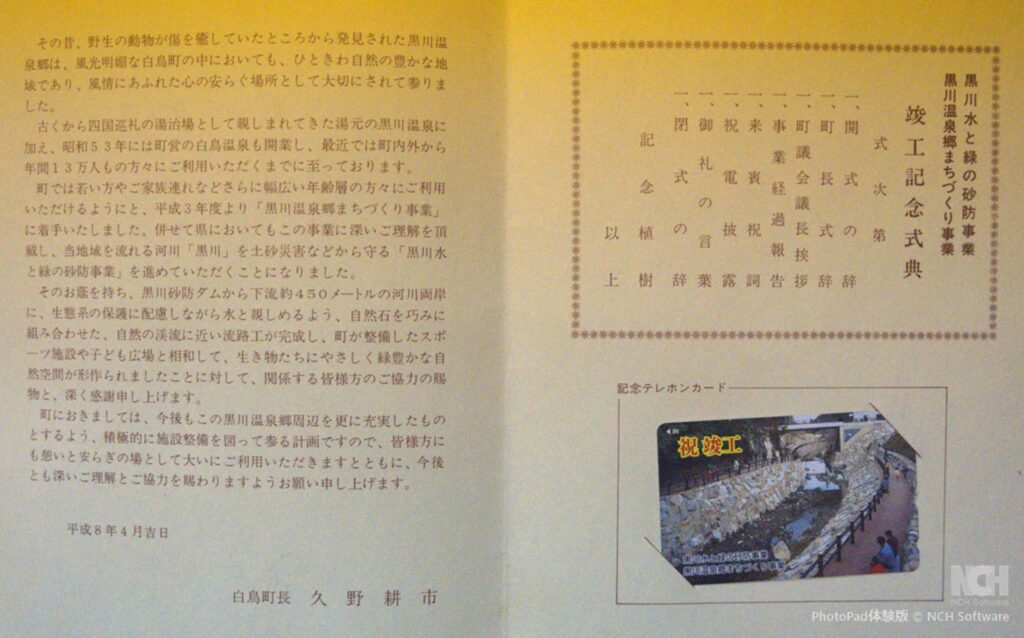 その昔、野生の動物が傷を癒していたところから発見された黒川温
泉郷は、風光明媚な白鳥町の中においても、ひときわ自然の豊かな地
域であり、風情にあふれた心の安らぐ場所として大切にされて参りま
した。
古くから四国巡礼の湯治場として親しまれてきた湯元の黒川温泉に
加え、昭和53年には町営の白鳥温泉も開業し、最近では町内外から
年間13万人もの方々にご利用いただくまでに至っております。
町では若い方やご家族連れなどさらに幅広い年齢層の方々にご利用
いただけるようにと、平成3年度より「黒川温泉郷まちづくり事業」
に着手いたしました。併せて県においてもこの事業に深いご理解を頂
戴し、当地域を流れる河川「黒川」を土砂災害などから守る「黒川水
と緑の砂防事業」を進めていただくことになりました。
そのお蔭を持ち、黒川砂防ダムから下流約450メートルの河川両岸
に、生態系の保護に配慮しながら水と親しめるよう、自然石を巧みに
組み合わせた、自然の渓流に近い流路工が完成し、町が整備したスポ
ーツ施設や子ども広場と相和して、生き物たちにやさしく緑豊かな自
然空間が形作られましたことに対して、関係する皆様方のご協力の賜
物と、深く感謝申し上げます。
町におきましては、今後もこの黒川温泉郷周辺を更に充実したもの
とするよう、積極的に施設整備を図って参る計画ですので、皆様方に
も憩いと安らぎの場として大いにご利用いただきますとともに、今後
とも深いご理解とご協力を賜わりますようお願い申し上げます。
平成8年4月吉日
白鳥町長 久野耕市
黒川水と緑の砂防事業
黒川温泉郷まちづくり事業
竣工記念式典
式次第
一、開式の辞
一、町長式辞
一、町議会議長挨拶
一、事業経過報告
一、来賓祝詞
一、祝電披露
一、御礼の言葉
一、閉式の辞
記念植樹
以上
記念テレホンカード
祝 竣工
黒川水と緑の砂防事業
黒川温泉郷まちづくり事業
NCH
NCH Software
PhotoPad体験版 © NCH Software